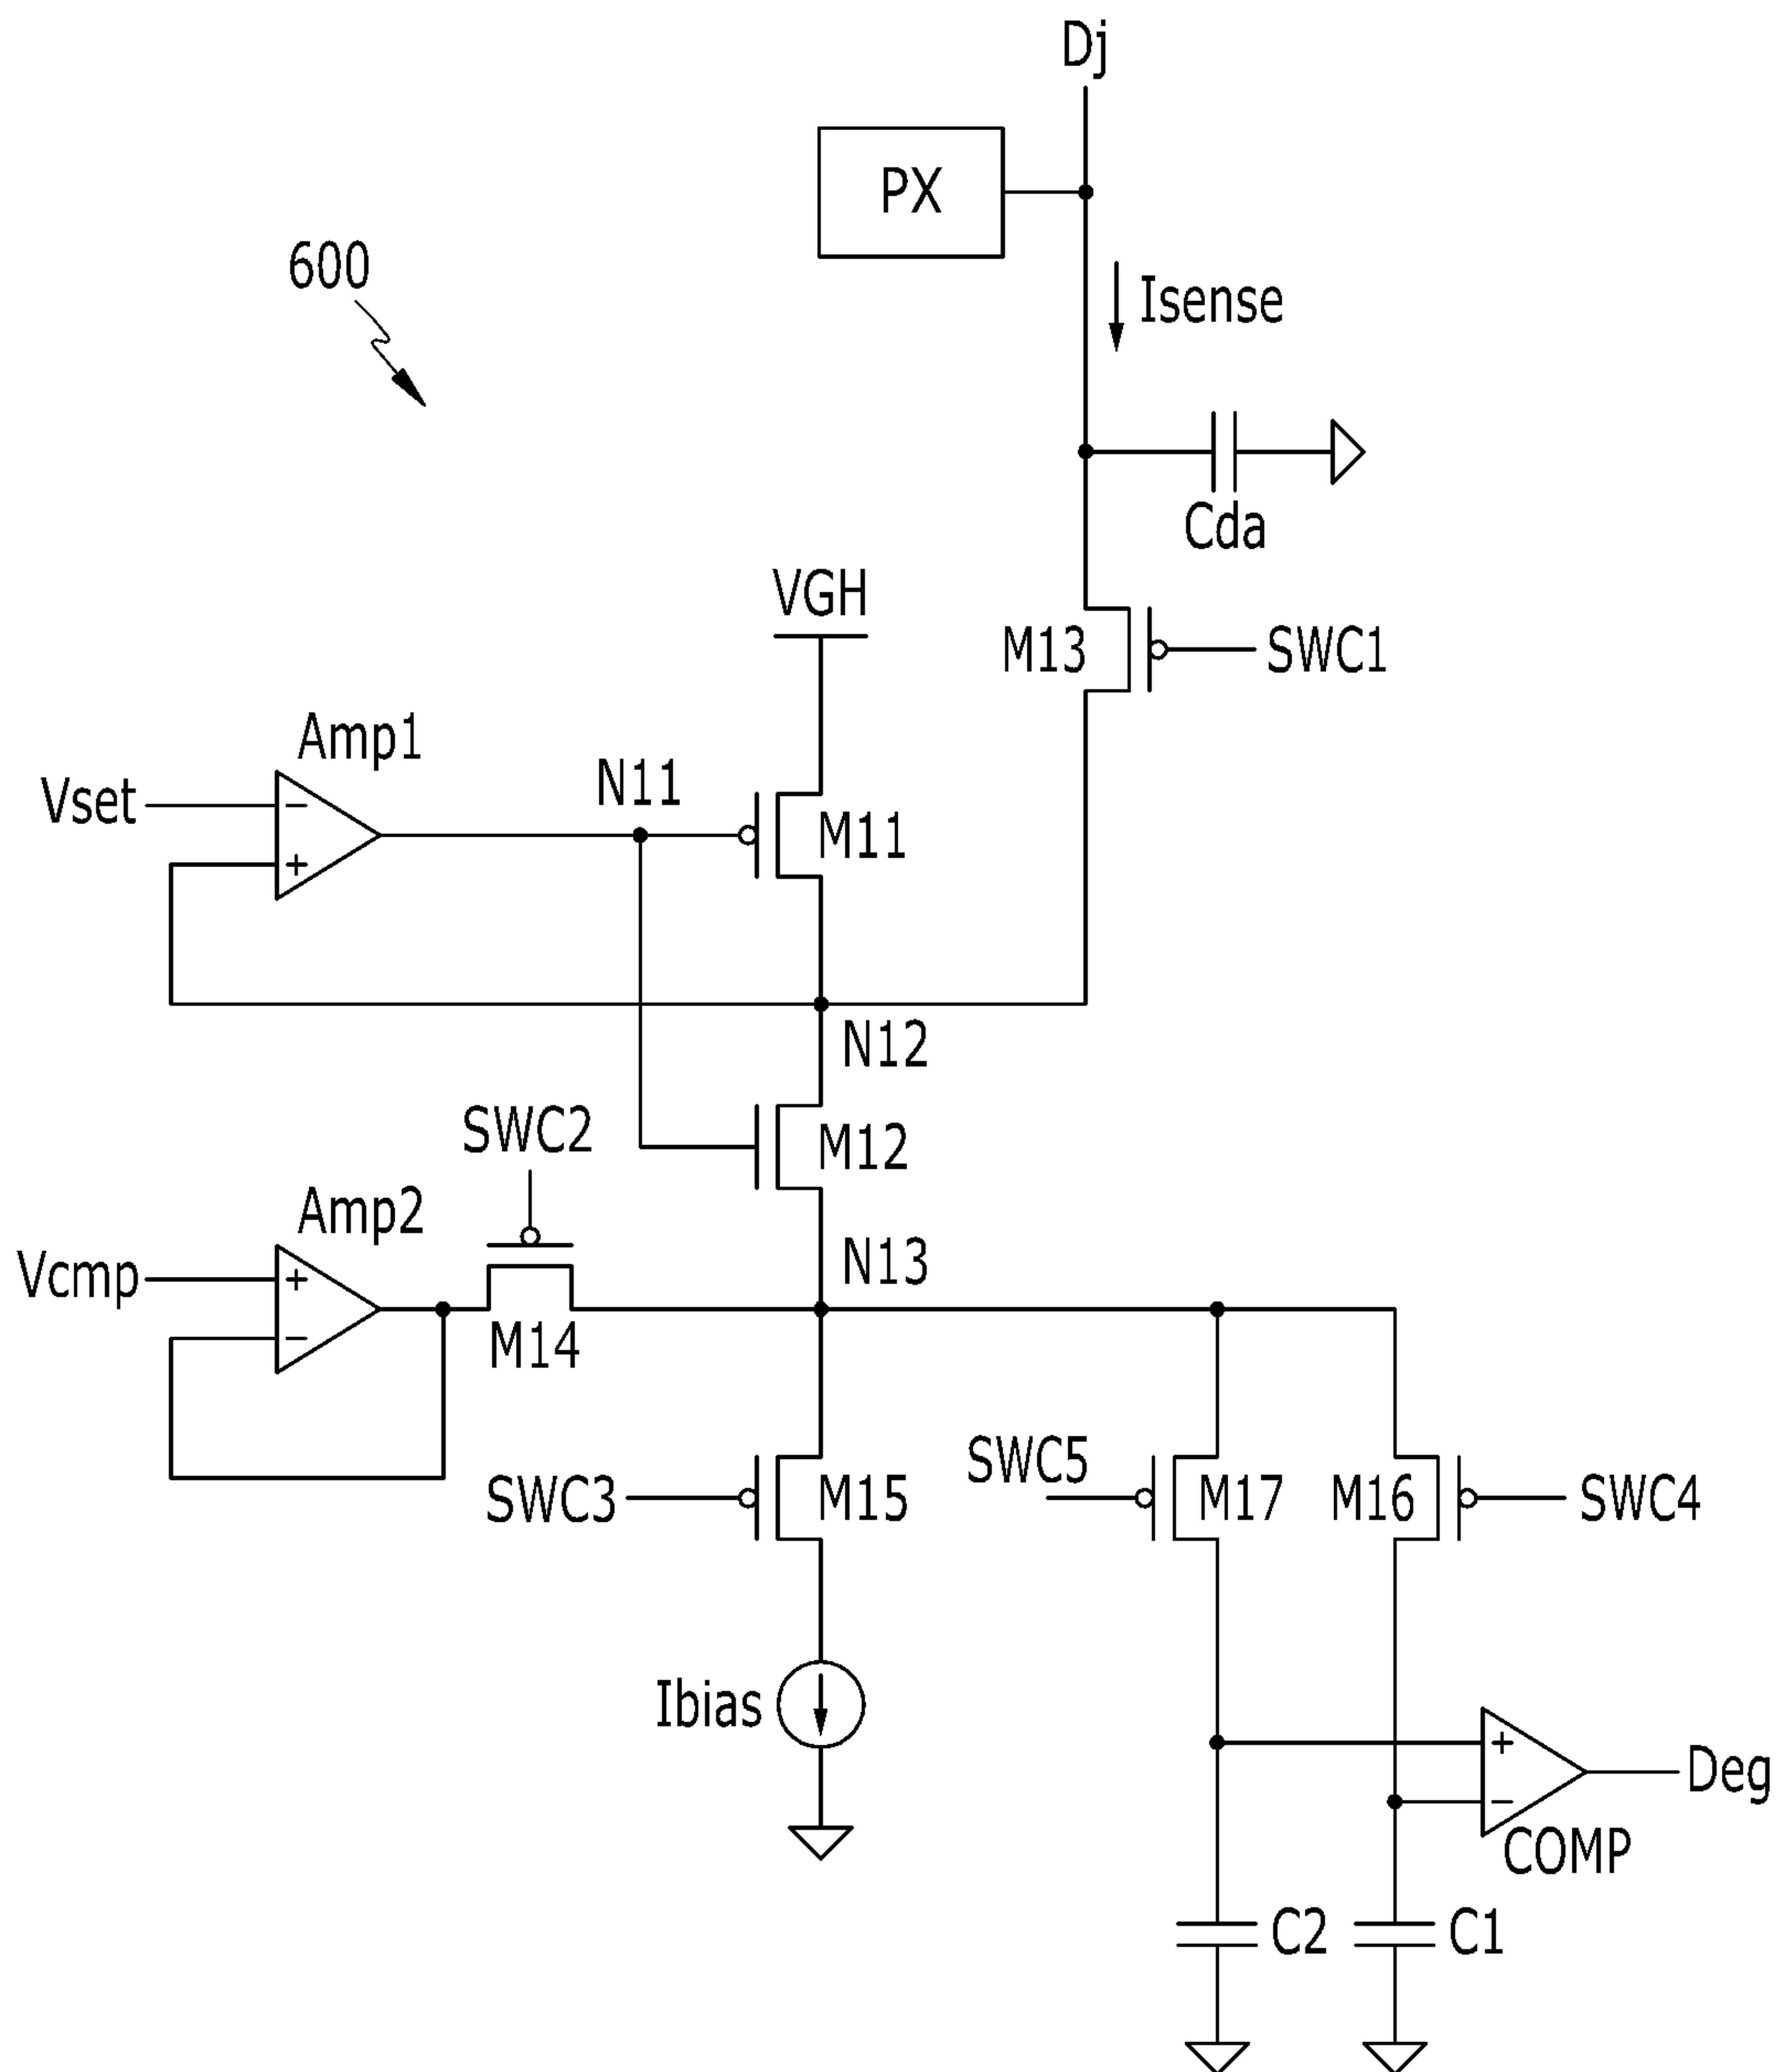 Dj
PX
600
Isense
Cda
VGH
M13
SWC1
Amp1
Vset
−
+
N11
M11
N12
SWC2
M12
Amp2
Vcmp
+
−
N13
M14
SWC3
M15
SWC5
M17
M16
SWC4
Ibias
+
−
Deg
COMP
C2
C1